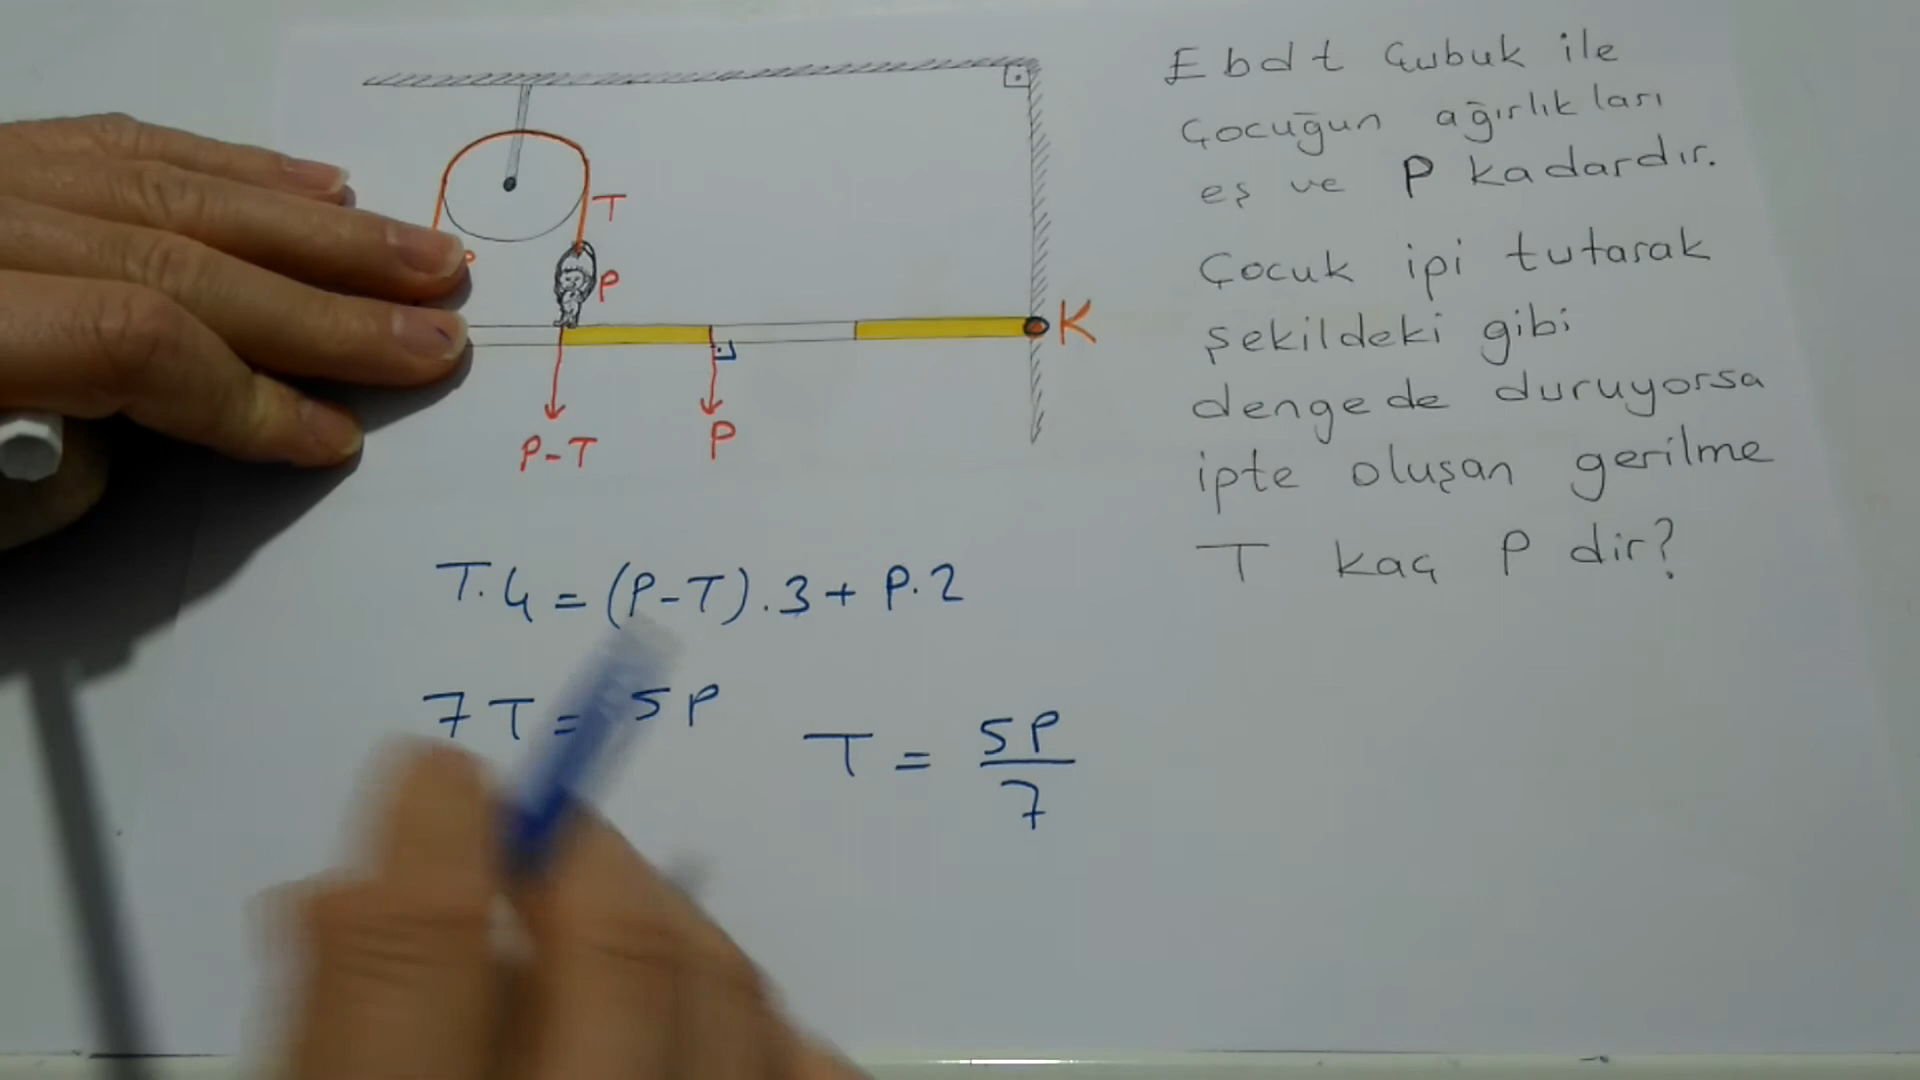 Ebdt Çubuk ile
Çocuğun ağırlıkları
eş ve P kadardır.
Çocuk ipi tutarak
şekildeki gibi
dengede duruyorsa
ipte oluşan gerilme
T kaç P dir?
T
P
K
P-T
P
T.4 = (P-T).3 + P.2
7T = 5P
T = 5P/7